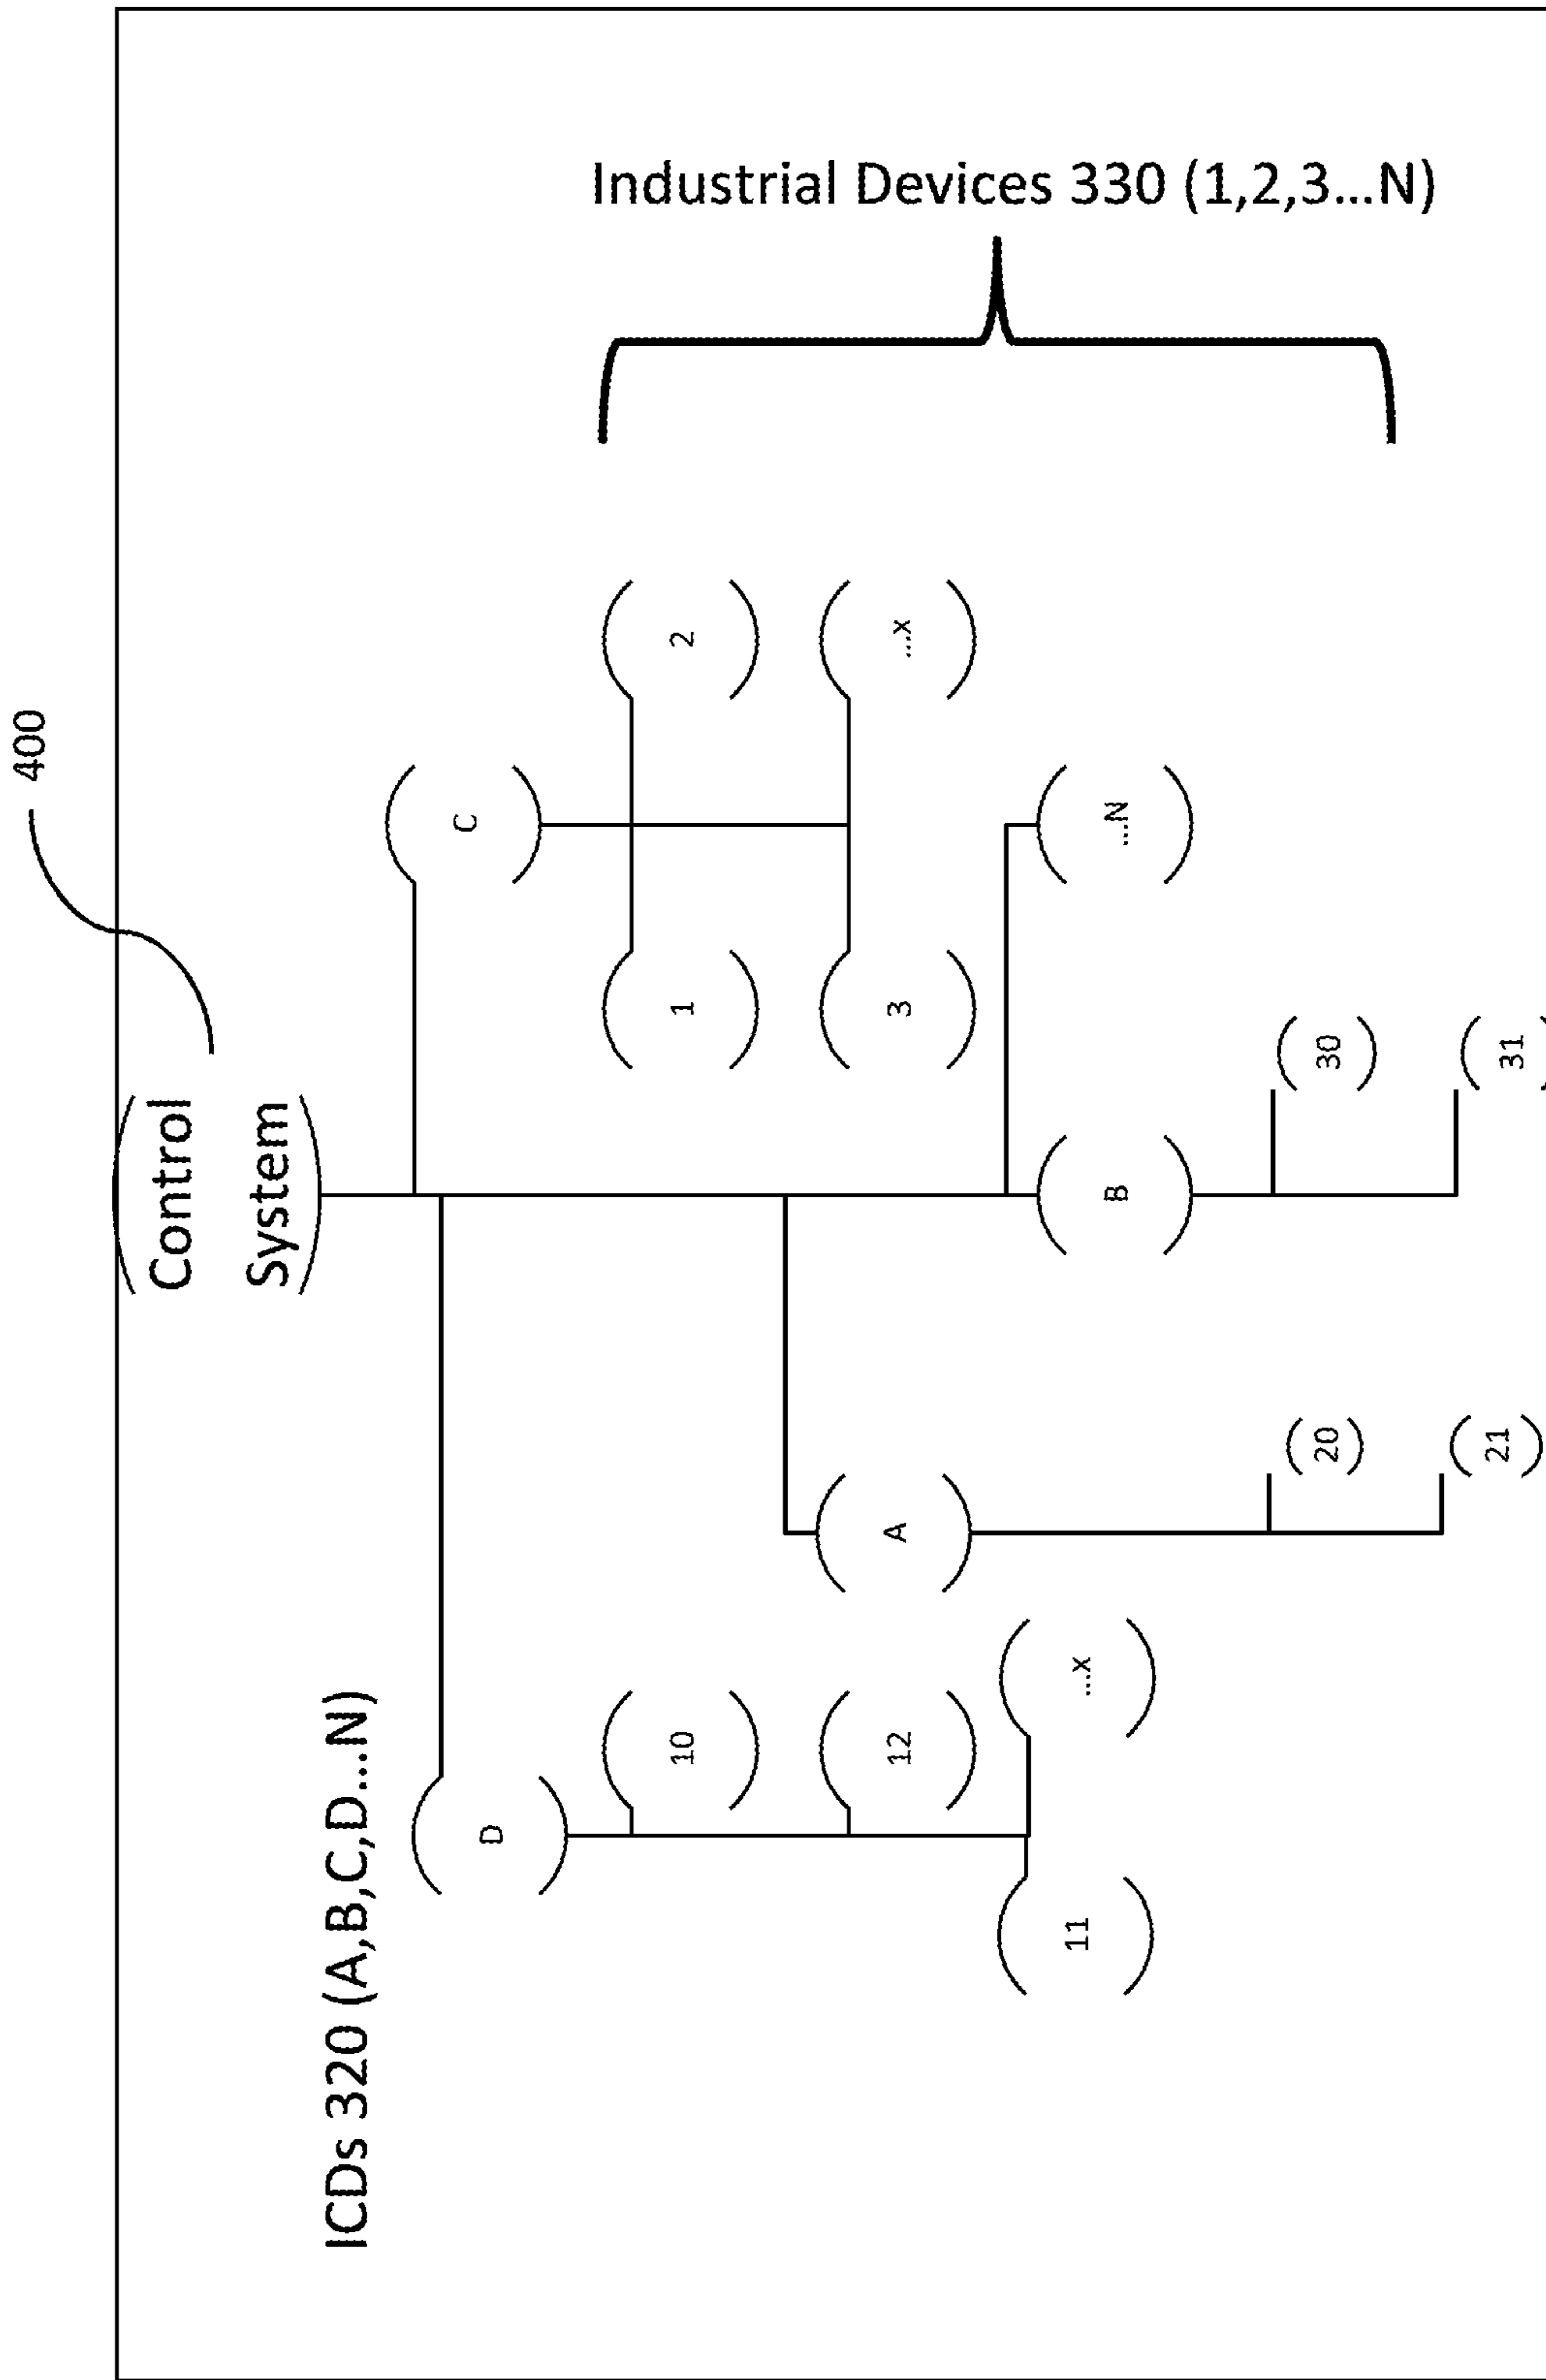 400
Control
System
ICDs 320 (A,B,C,D...N)
Industrial Devices 330 (1,2,3...N)
D
C
10
1
2
A
12
3
...x
11
...x
B
...N
20
30
21
31